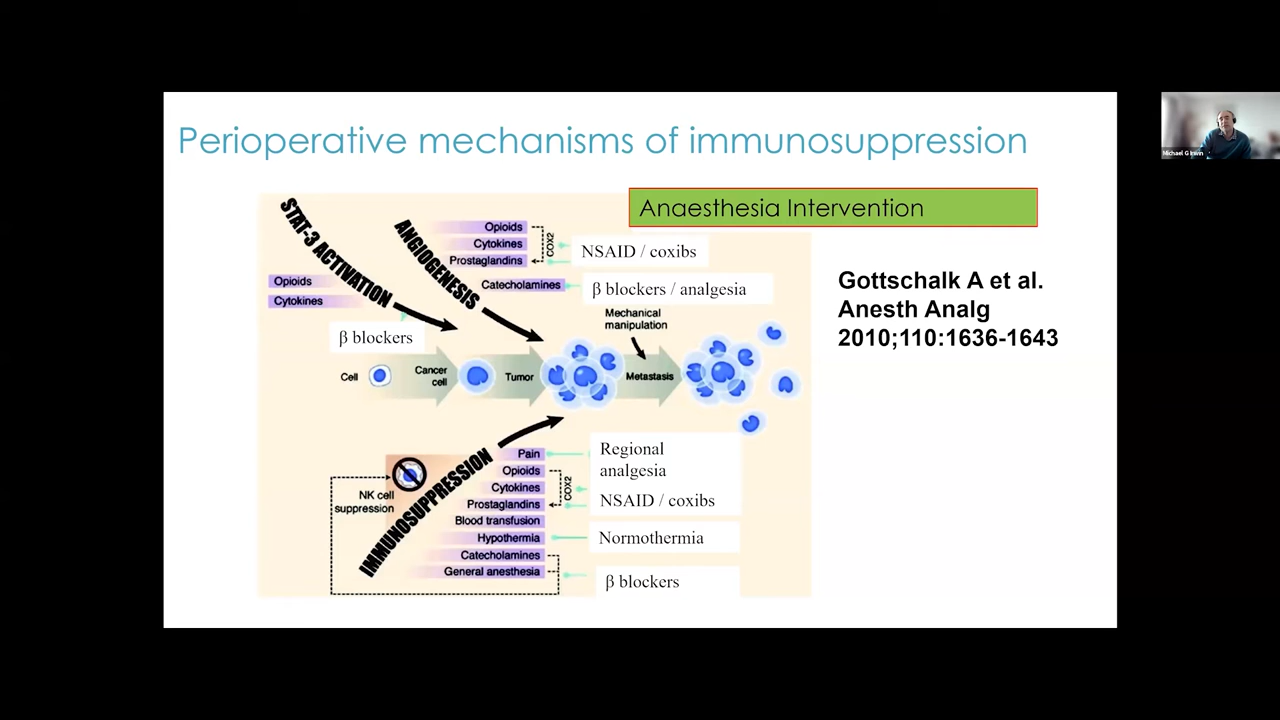 Perioperative mechanisms of immunosuppression
Michael G Irwin
Anaesthesia Intervention
STAT-3 ACTIVATION
Opioids
Cytokines
β blockers
ANGIOGENESIS
Opioids
Cytokines
Prostaglandins
COX2
Catecholamines
NSAID / coxibs
β blockers / analgesia
Mechanical
manipulation
Gottschalk A et al.
Anesth Analg
2010;110:1636-1643
Cell
Cancer
cell
Tumor
Metastasis
IMMUNOSUPPRESSION
NK cell
suppression
Pain
Opioids
Cytokines
Prostaglandins
COX2
Blood transfusion
Hypothermia
Catecholamines
General anesthesia
Regional
analgesia
NSAID / coxibs
Normothermia
β blockers